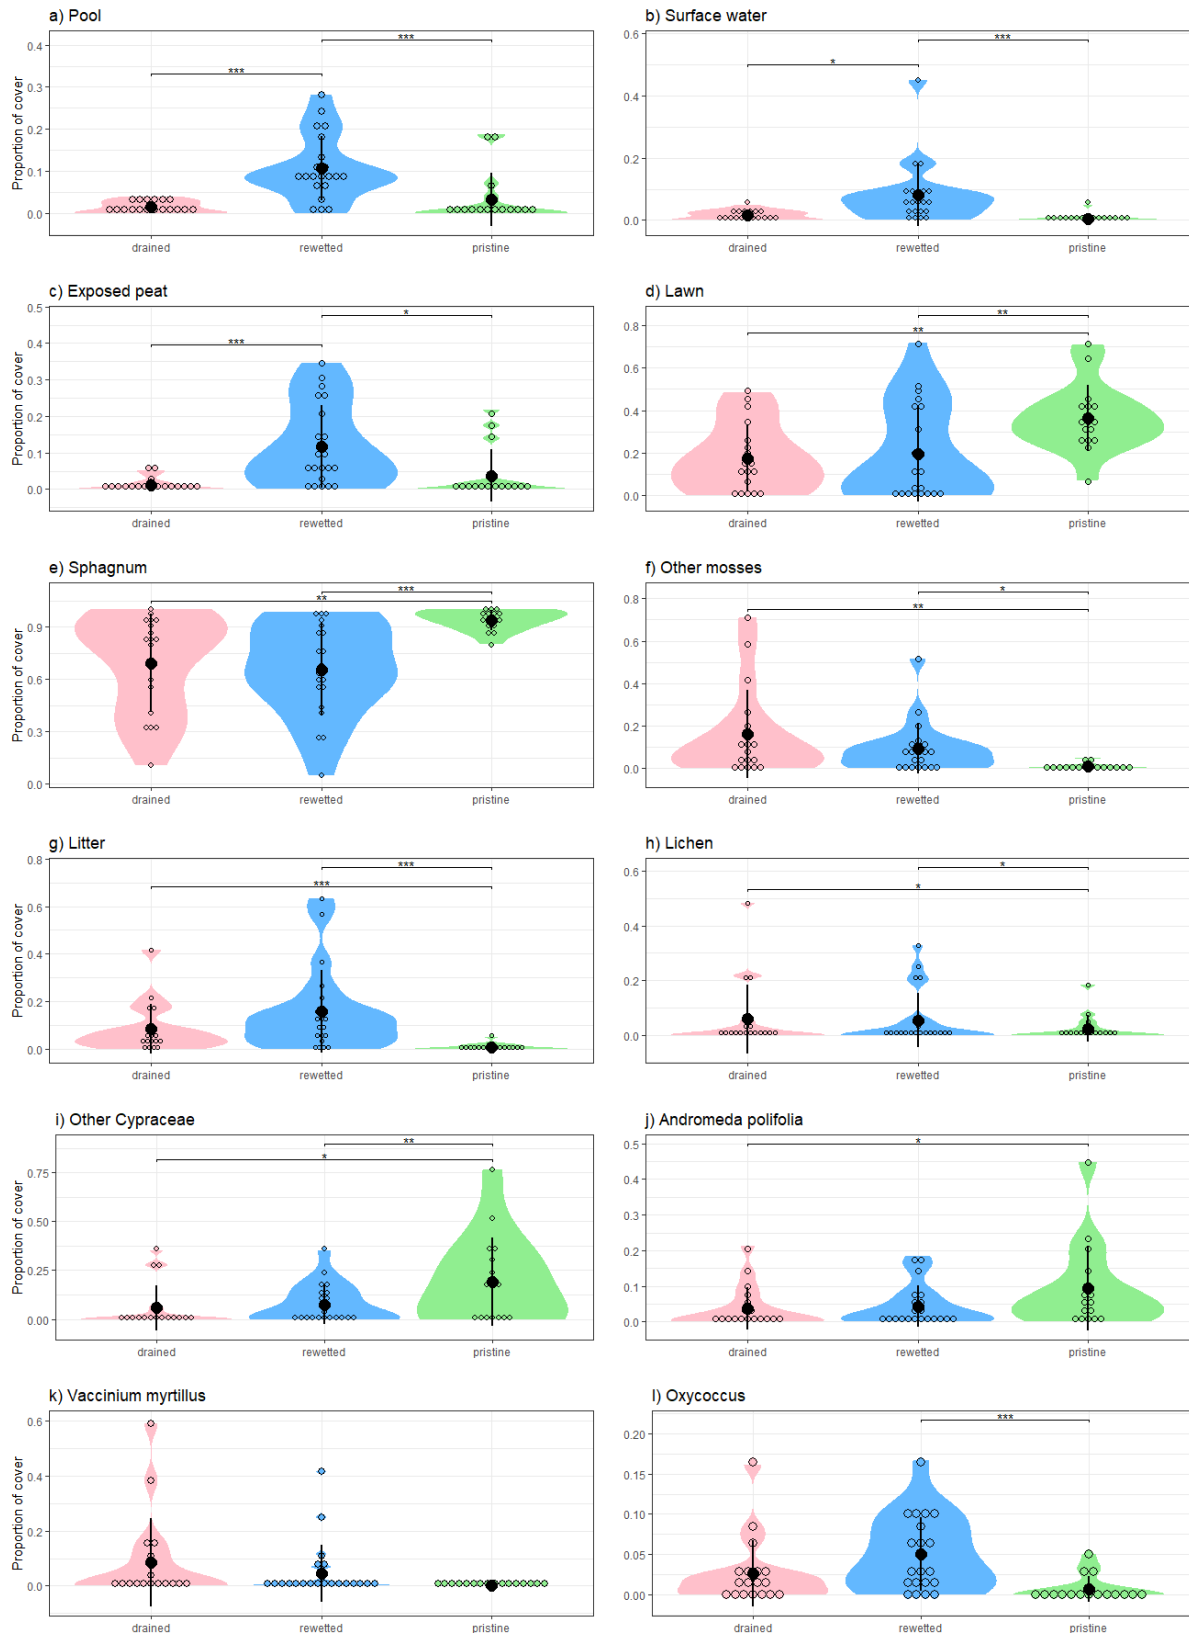 a) Pool
b) Surface water
Proportion of cover
0.4
0.3
0.2
0.1
0.0
***
***
drained
rewetted
pristine
0.6
0.4
0.2
0.0
*
***
drained
rewetted
pristine
c) Exposed peat
d) Lawn
Proportion of cover
0.5
0.4
0.3
0.2
0.1
0.0
*
***
drained
rewetted
pristine
0.8
0.6
0.4
0.2
0.0
**
**
drained
rewetted
pristine
e) Sphagnum
f) Other mosses
Proportion of cover
0.9
0.6
0.3
0.0
***
**
drained
rewetted
pristine
0.8
0.6
0.4
0.2
0.0
*
**
drained
rewetted
pristine
g) Litter
h) Lichen
Proportion of cover
0.8
0.6
0.4
0.2
0.0
***
***
drained
rewetted
pristine
0.6
0.4
0.2
0.0
*
*
drained
rewetted
pristine
i) Other Cypraceae
j) Andromeda polifolia
Proportion of cover
0.75
0.50
0.25
0.00
**
*
drained
rewetted
pristine
0.5
0.4
0.3
0.2
0.1
0.0
*
drained
rewetted
pristine
k) Vaccinium myrtillus
l) Oxycoccus
Proportion of cover
0.6
0.4
0.2
0.0
drained
rewetted
pristine
0.20
0.15
0.10
0.05
0.00
***
drained
rewetted
pristine